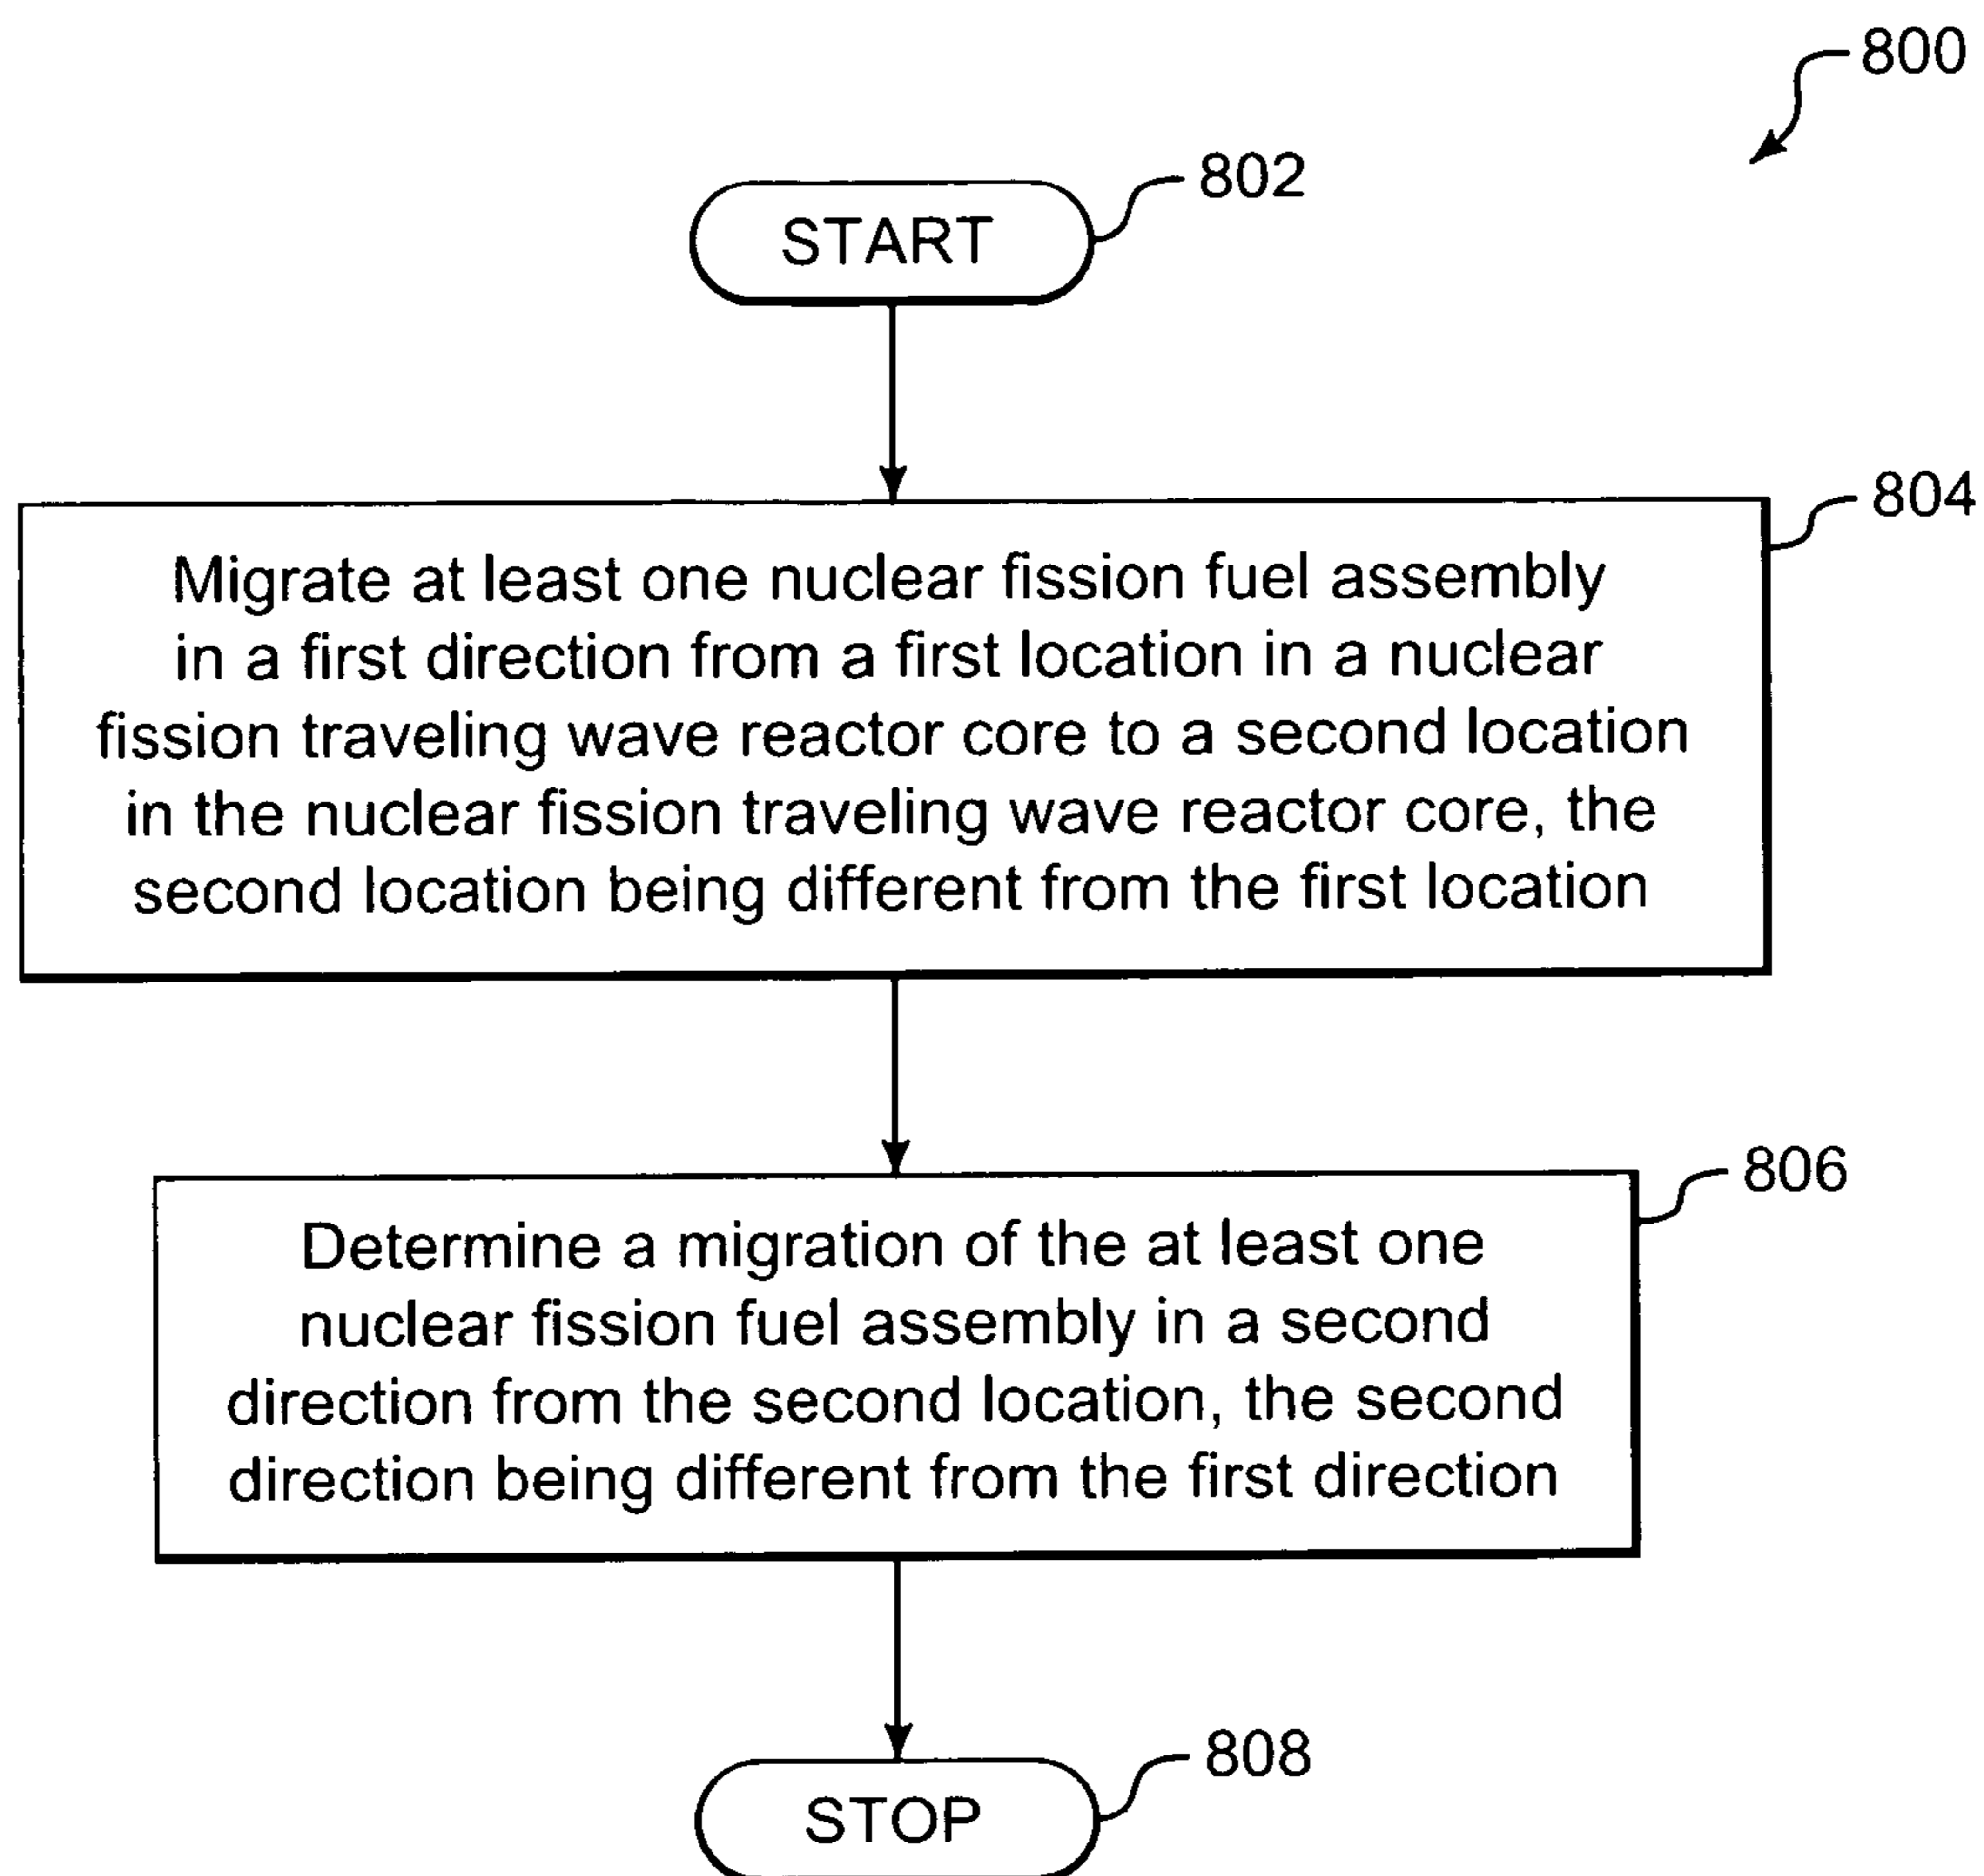 800
802
START
804
Migrate at least one nuclear fission fuel assembly
in a first direction from a first location in a nuclear
fission traveling wave reactor core to a second location
in the nuclear fission traveling wave reactor core, the
second location being different from the first location
806
Determine a migration of the at least one
nuclear fission fuel assembly in a second
direction from the second location, the second
direction being different from the first direction
808
STOP